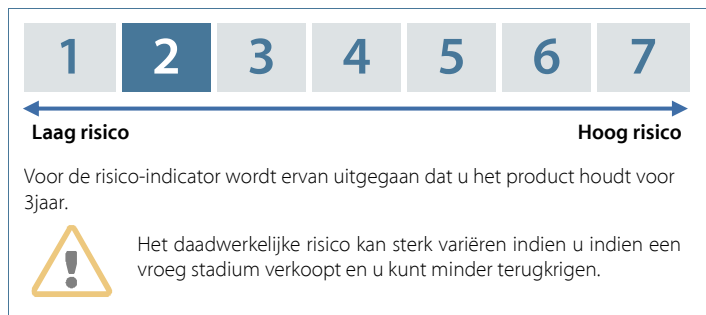 1 2 3 4 5 6 7
Laag risico Hoog risico
Voor de risico-indicator wordt ervan uitgegaan dat u het product houdt voor
3jaar.
Het daadwerkelijke risico kan sterk variëren indien u indien een
vroeg stadium verkoopt en u kunt minder terugkrigen.